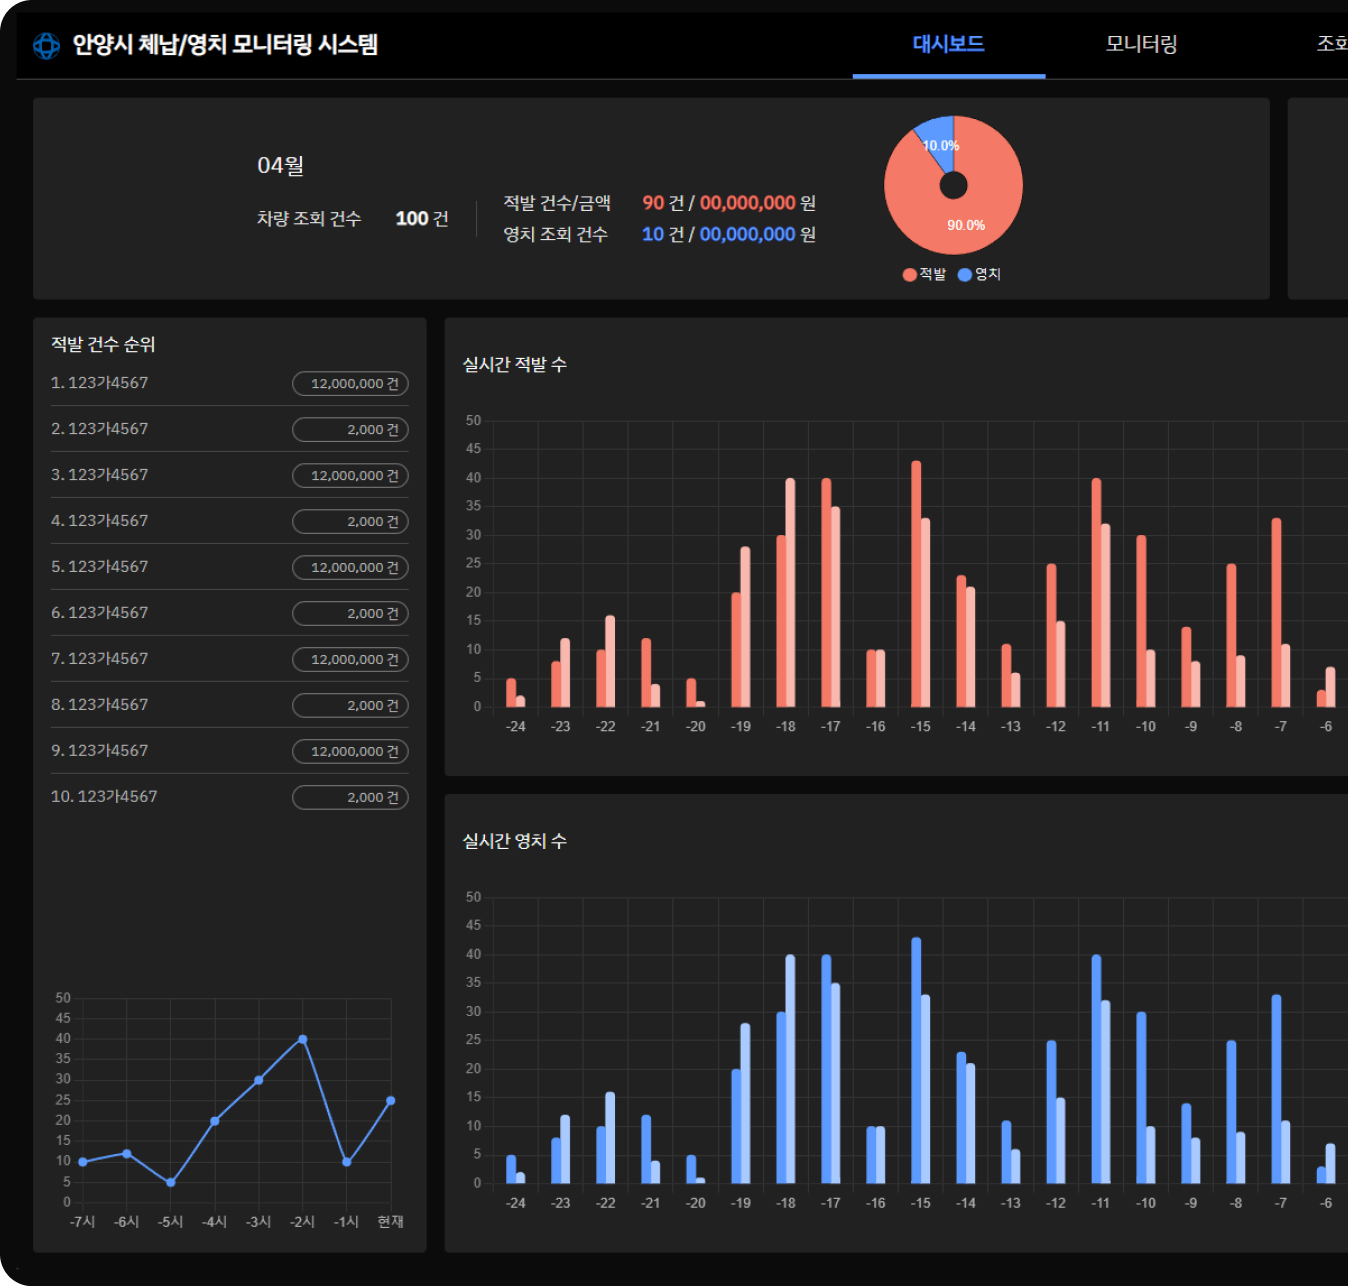 안양시 체납/영치 모니터링 시스템
대시보드
모니터링
조회
04월
차량 조회 건수 100 건
적발 건수/금액 90 건 / 00,000,000 원
영치 조회 건수 10 건 / 00,000,000 원
10.0%
90.0%
적발 영치
적발 건수 순위
1. 123가4567 12,000,000 건
2. 123가4567 2,000 건
3. 123가4567 12,000,000 건
4. 123가4567 2,000 건
5. 123가4567 12,000,000 건
6. 123가4567 2,000 건
7. 123가4567 12,000,000 건
8. 123가4567 2,000 건
9. 123가4567 12,000,000 건
10. 123가4567 2,000 건
50
45
40
35
30
25
20
15
10
5
0
-7시 -6시 -5시 -4시 -3시 -2시 -1시 현재
실시간 적발 수
50
45
40
35
30
25
20
15
10
5
0
-24 -23 -22 -21 -20 -19 -18 -17 -16 -15 -14 -13 -12 -11 -10 -9 -8 -7 -6
실시간 영치 수
50
45
40
35
30
25
20
15
10
5
0
-24 -23 -22 -21 -20 -19 -18 -17 -16 -15 -14 -13 -12 -11 -10 -9 -8 -7 -6